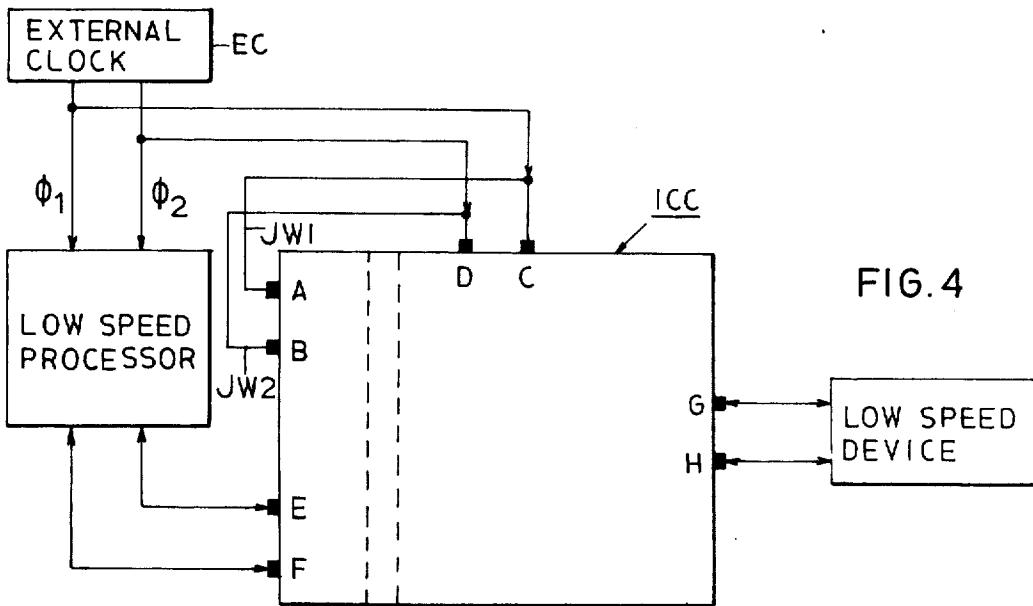 EXTERNAL
CLOCK
EC
ϕ1
ϕ2
JW1
ICC
D
C
A
FIG. 4
LOW SPEED
PROCESSOR
B
JW2
G
LOW SPEED
DEVICE
H
E
F